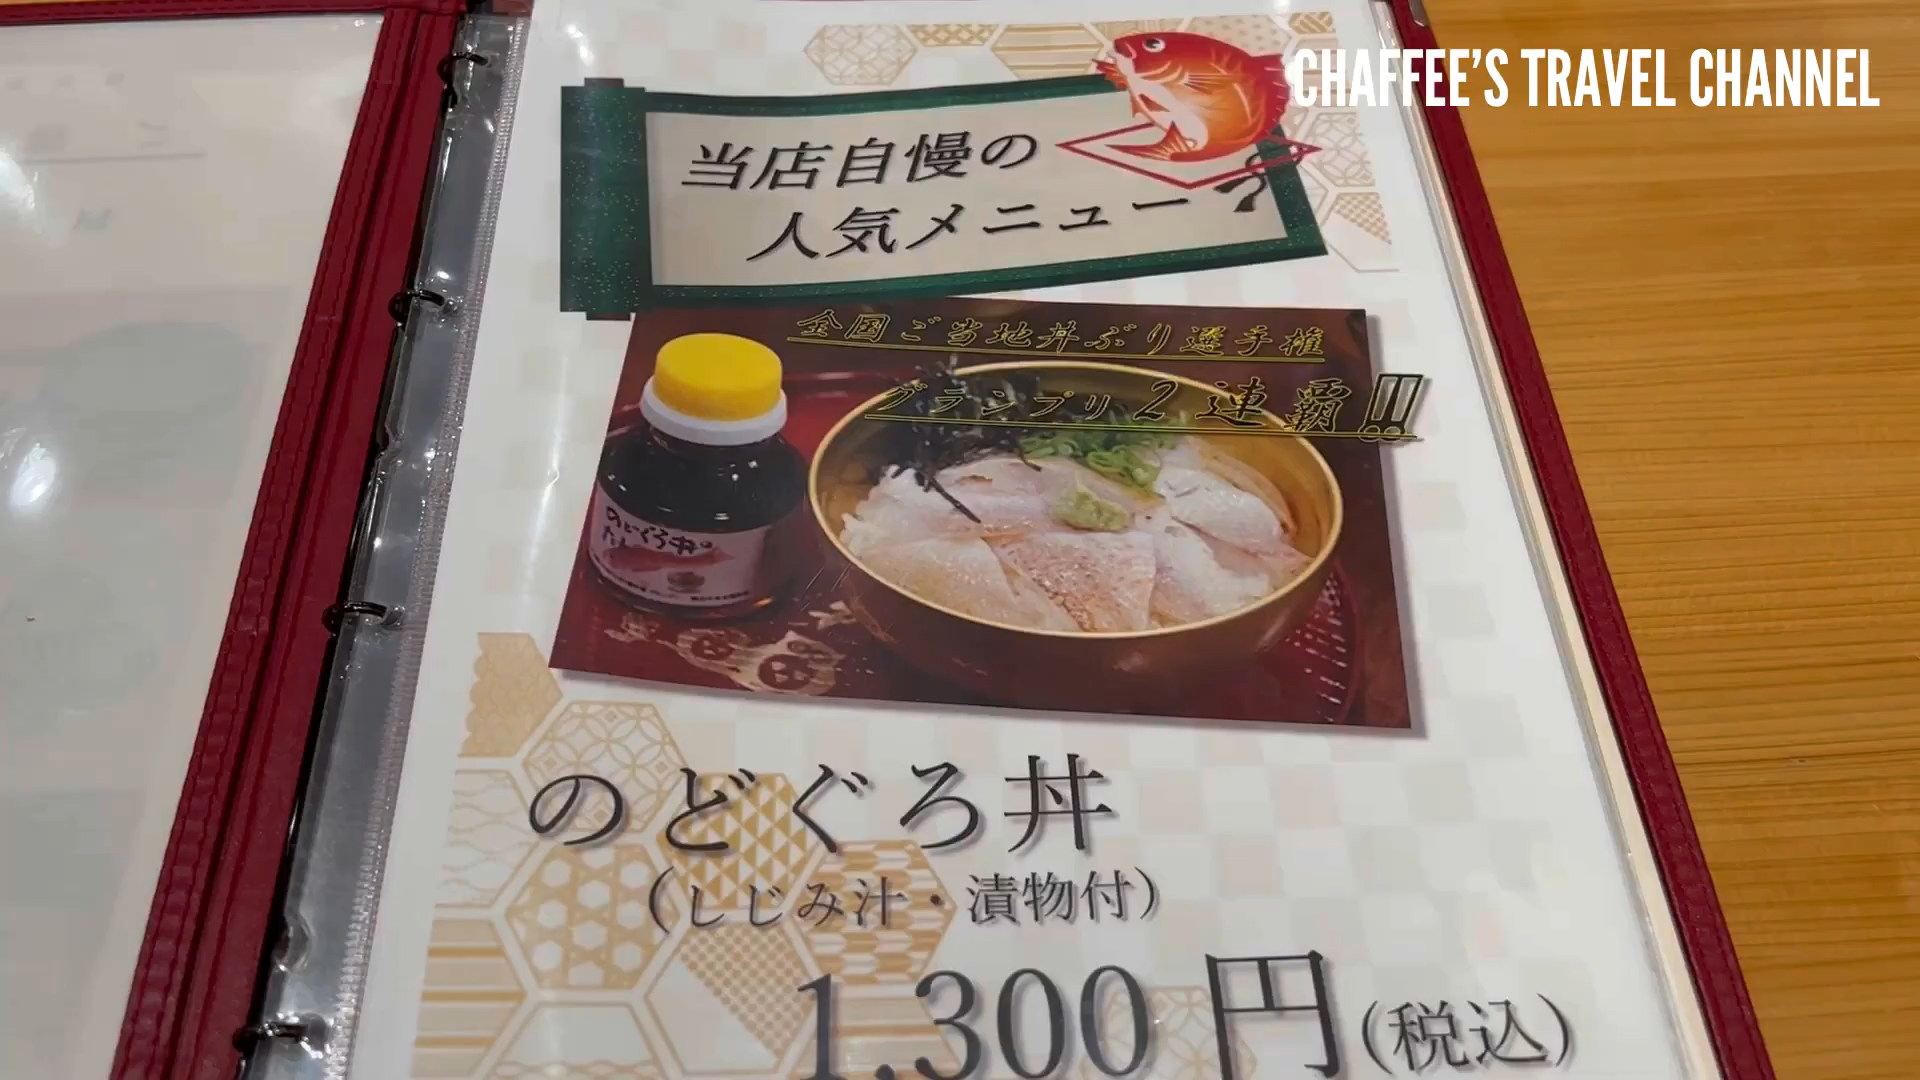 CHAFFEE'S TRAVEL CHANNEL
当店自慢の
人気メニュー
全国ご当地丼ぶり選手権
グランプリ2連覇!!
のどぐろ丼の
のどぐろ丼
(しじみ汁・漬物付)
1,300円(税込)